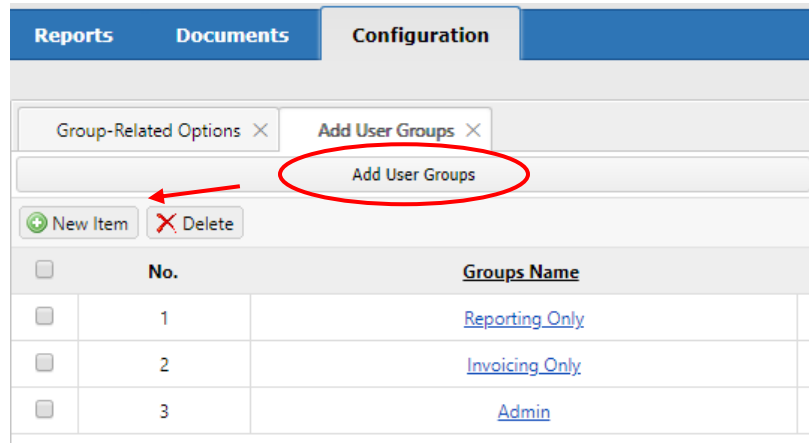 Reports Documents Configuration
Group-Related Options Add User Groups
Add User Groups
New Item Delete
No. Groups Name
1 Reporting Only
2 Invoicing Only
3 Admin